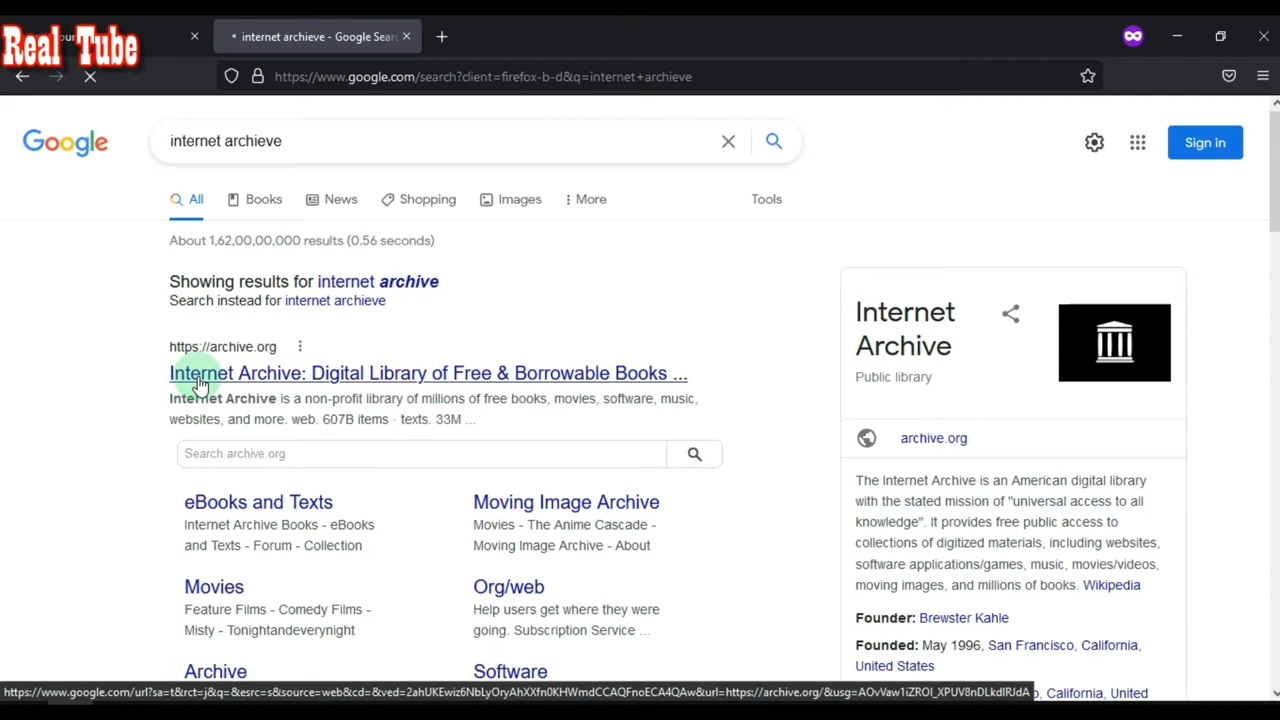 Real Tube
internet archieve - Google Sear
https://www.google.com/search?client=firefox-b-d&q=internet+archieve
Google
internet archieve
Sign in
All
Books
News
Shopping
Images
More
Tools
About 1,62,00,00,000 results (0.56 seconds)
Showing results for internet archive
Search instead for internet archieve
https://archive.org
Internet Archive: Digital Library of Free & Borrowable Books ...
Internet Archive is a non-profit library of millions of free books, movies, software, music,
websites, and more. web. 607B items · texts. 33M ...
Search archive.org
eBooks and Texts
Internet Archive Books - eBooks
and Texts - Forum - Collection
Moving Image Archive
Movies - The Anime Cascade -
Moving Image Archive - About
Movies
Feature Films - Comedy Films -
Misty - Tonightandeverynight
Org/web
Help users get where they were
going. Subscription Service ...
Archive
Software
Internet
Archive
Public library
archive.org
The Internet Archive is an American digital library
with the stated mission of "universal access to all
knowledge". It provides free public access to
collections of digitized materials, including websites,
software applications/games, music, movies/videos,
moving images, and millions of books. Wikipedia
Founder: Brewster Kahle
Founded: May 1996, San Francisco, California,
United States
, California, United